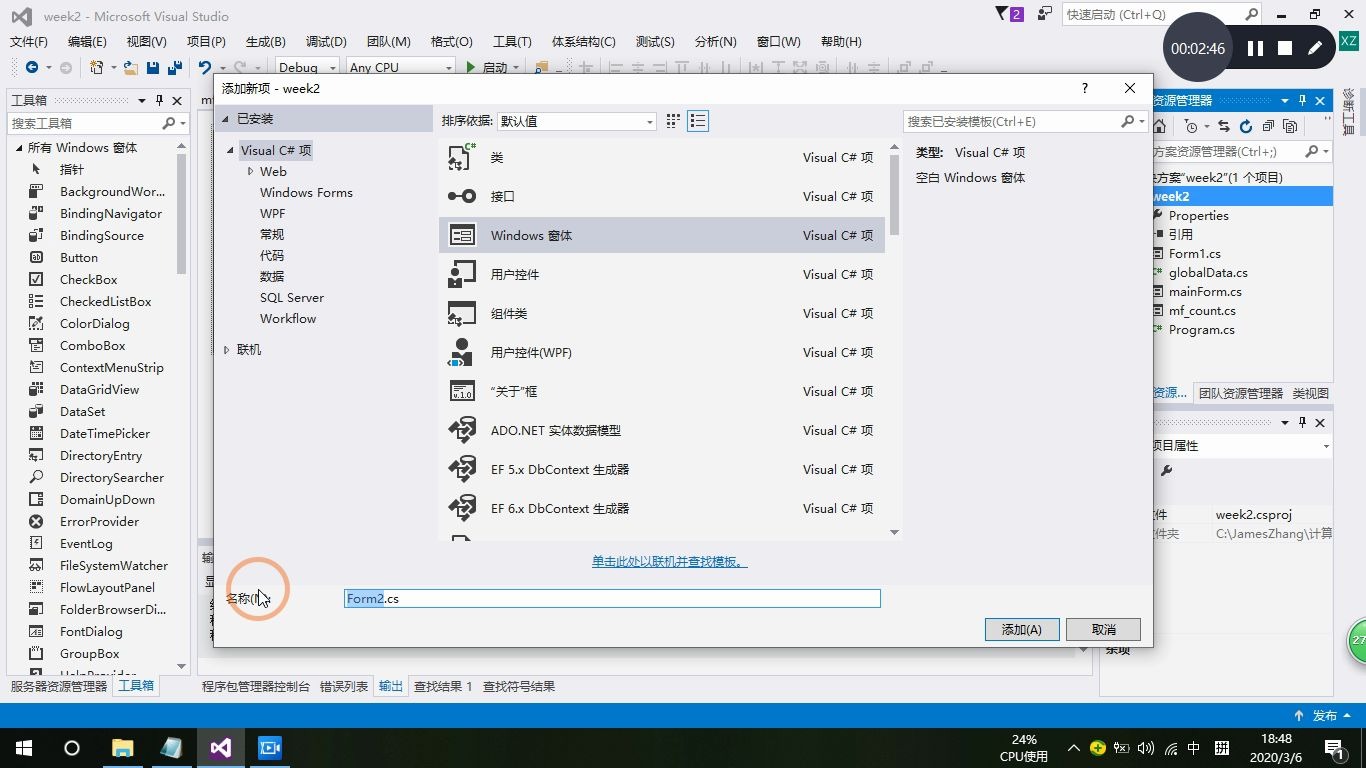 week2 - Microsoft Visual Studio
2
快速启动 (Ctrl+Q)
文件(F) 编辑(E) 视图(V) 项目(P) 生成(B) 调试(D) 团队(M) 格式(O) 工具(T) 体系结构(C) 测试(S) 分析(N) 窗口(W) 帮助(H)
XZ
00:02:46
Debug Any CPU 启动
工具箱
搜索工具箱
所有 Windows 窗体
指针
BackgroundWor...
BindingNavigator
BindingSource
Button
CheckBox
CheckedListBox
ColorDialog
ComboBox
ContextMenuStrip
DataGridView
DataSet
DateTimePicker
DirectoryEntry
DirectorySearcher
DomainUpDown
ErrorProvider
EventLog
FileSystemWatcher
FlowLayoutPanel
FolderBrowserDi...
FontDialog
GroupBox
HelpProvider
服务器资源管理器 工具箱
添加新项 - week2
?
已安装
Visual C# 项
Web
Windows Forms
WPF
常规
代码
数据
SQL Server
Workflow
联机
排序依据: 默认值
搜索已安装模板(Ctrl+E)
类 Visual C# 项
接口 Visual C# 项
Windows 窗体 Visual C# 项
用户控件 Visual C# 项
组件类 Visual C# 项
用户控件(WPF) Visual C# 项
“关于”框 Visual C# 项
ADO.NET 实体数据模型 Visual C# 项
EF 5.x DbContext 生成器 Visual C# 项
EF 6.x DbContext 生成器 Visual C# 项
类型: Visual C# 项
空白 Windows 窗体
单击此处以联机并查找模板。
Form2.cs
添加(A) 取消
资源管理器
方案资源管理器(Ctrl+;)
决方案"week2"(1 个项目)
week2
Properties
引用
Form1.cs
globalData.cs
mainForm.cs
mf_count.cs
Program.cs
资源... 团队资源管理器 类视图
项目属性
week2.csproj
C:\JamesZhang\计算
杂项
诊断工具
27
程序包管理器控制台 错误列表 输出 查找结果 1 查找符号结果
发布
24%
CPU使用
中
拼
18:48
2020/3/6
1